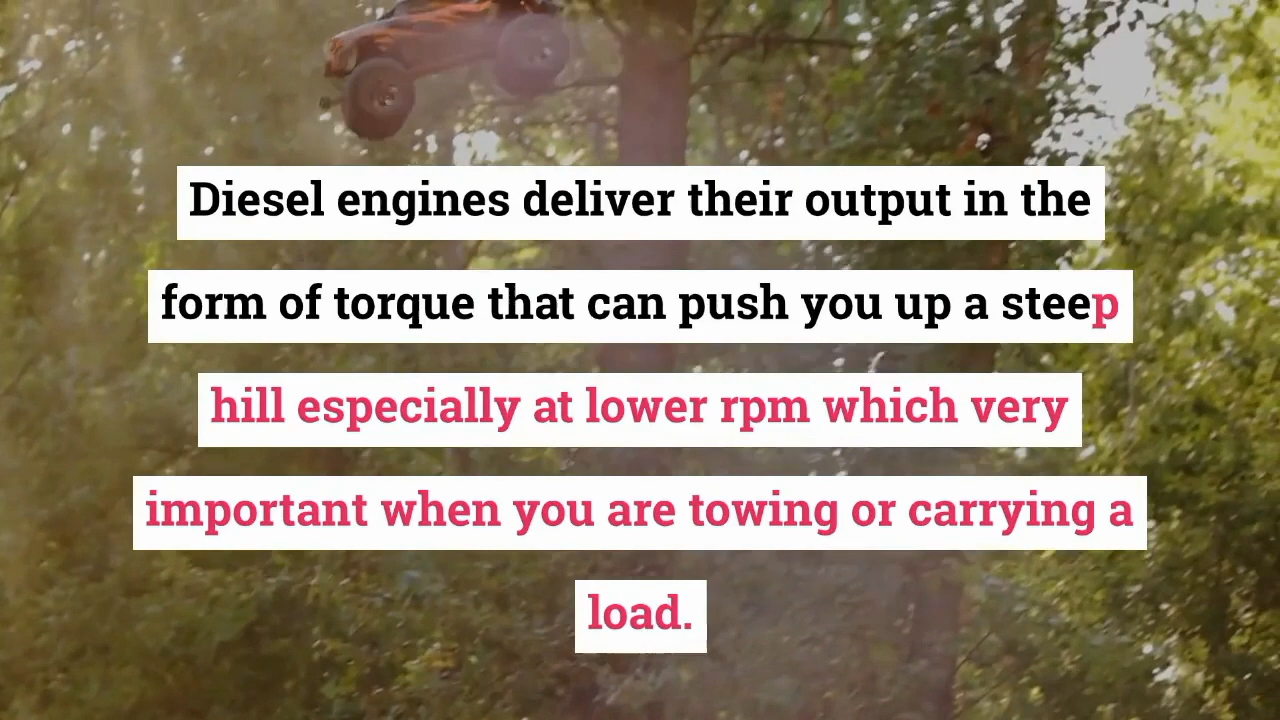 Diesel engines deliver their output in the
form of torque that can push you up a steep
hill especially at lower rpm which very
important when you are towing or carrying a
load.